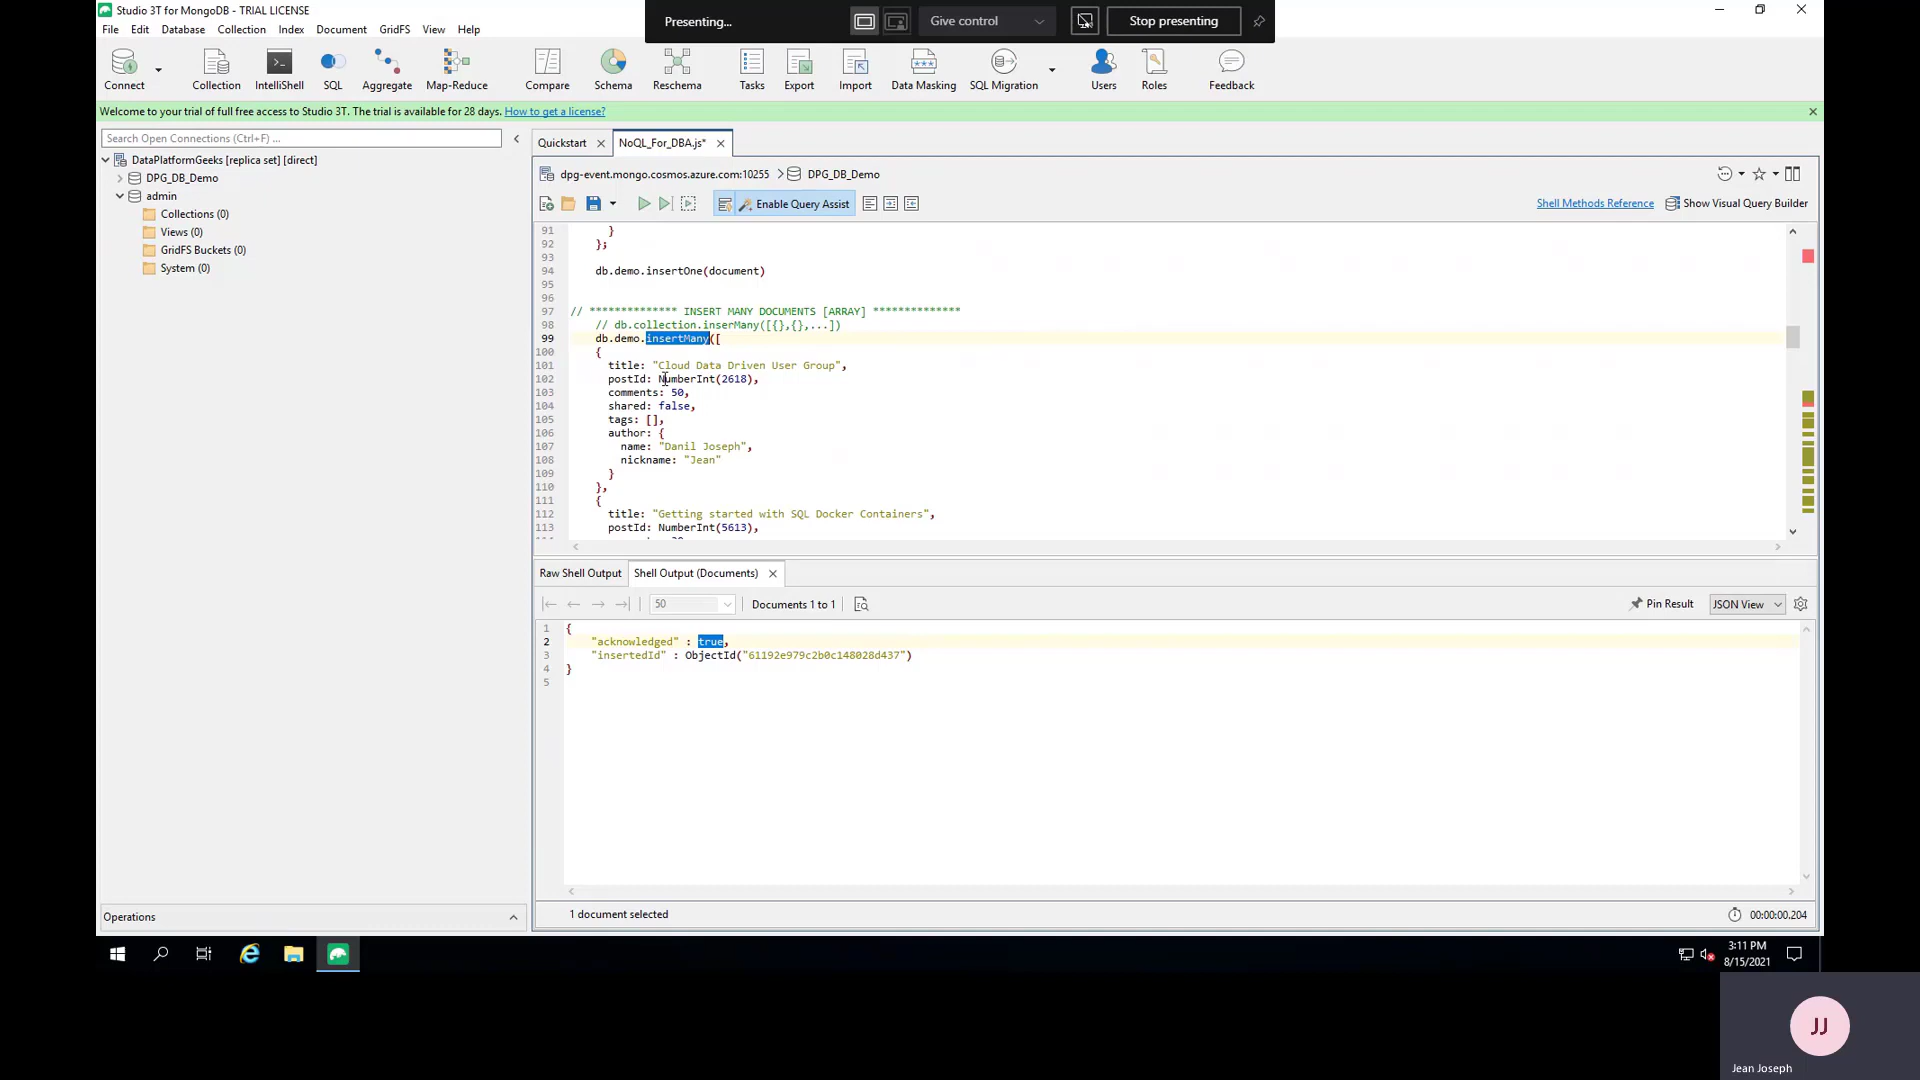 Studio 3T for MongoDB - TRIAL LICENSE
Presenting...
Give control
Stop presenting
File Edit Database Collection Index Document GridFS View Help
Connect Collection IntelliShell SQL Aggregate Map-Reduce Compare Schema Reschema Tasks Export Import Data Masking SQL Migration Users Roles Feedback
Welcome to your trial of full free access to Studio 3T. The trial is available for 28 days. How to get a license?
Search Open Connections (Ctrl+F) ...
DataPlatformGeeks [replica set] [direct]
DPG_DB_Demo
admin
Collections (0)
Views (0)
GridFS Buckets (0)
System (0)
Operations
Quickstart
NoQL_For_DBA.js*
dpg-event.mongo.cosmos.azure.com:10255 > DPG_DB_Demo
Enable Query Assist
Shell Methods Reference
Show Visual Query Builder
91 }
92 };
93
94 db.demo.insertOne(document)
95
96
97 // ************** INSERT MANY DOCUMENTS [ARRAY] **************
98 // db.collection.inserMany([{},{},...])
99 db.demo.insertMany([
100 {
101 title: "Cloud Data Driven User Group",
102 postId: NumberInt(2618),
103 comments: 50,
104 shared: false,
105 tags: [],
106 author: {
107 name: "Danil Joseph",
108 nickname: "Jean"
109 }
110 },
111 {
112 title: "Getting started with SQL Docker Containers",
113 postId: NumberInt(5613),
Raw Shell Output
Shell Output (Documents)
50
Documents 1 to 1
Pin Result
JSON View
1 {
2 "acknowledged" : true,
3 "insertedId" : ObjectId("61192e979c2b0c148028d437")
4 }
5
1 document selected
00:00:00.204
3:11 PM
8/15/2021
JJ
Jean Joseph